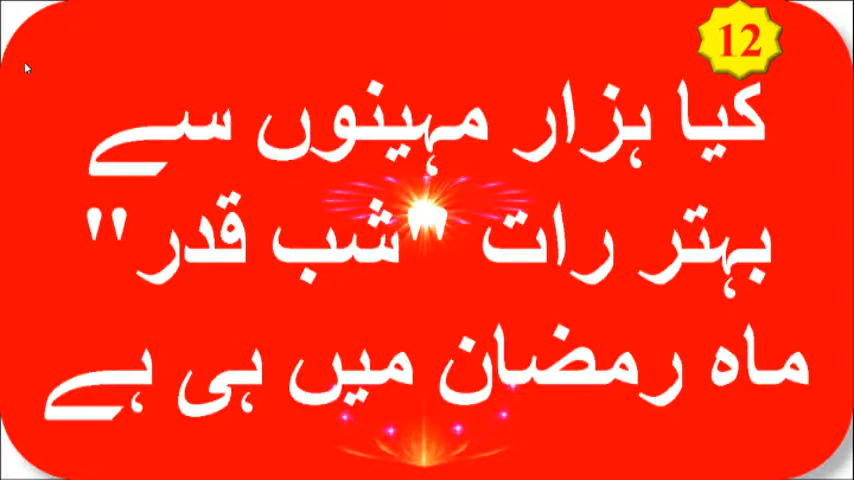 12
کیا ہزار مہینوں سے
بہتر رات "شب قدر"
ماہ رمضان میں ہی ہے